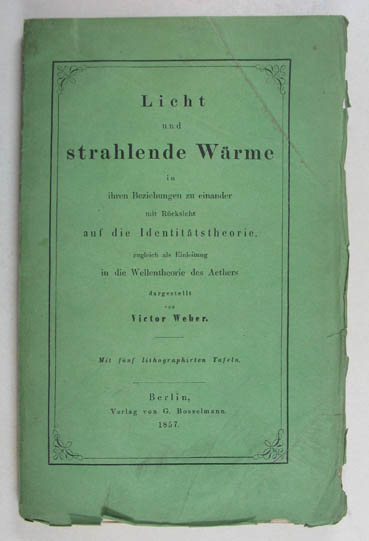 Licht
und
strahlende Wärme
in
ihren Beziehungen zu einander
mit Rücksicht
auf die Identitätstheorie,
zugleich als Einleitung
in die Wellentheorie des Aethers
dargestellt
von
Victor Weber.
Mit fünf lithographirten Tafeln.
Berlin,
Verlag von G. Bosselmann.
1857.